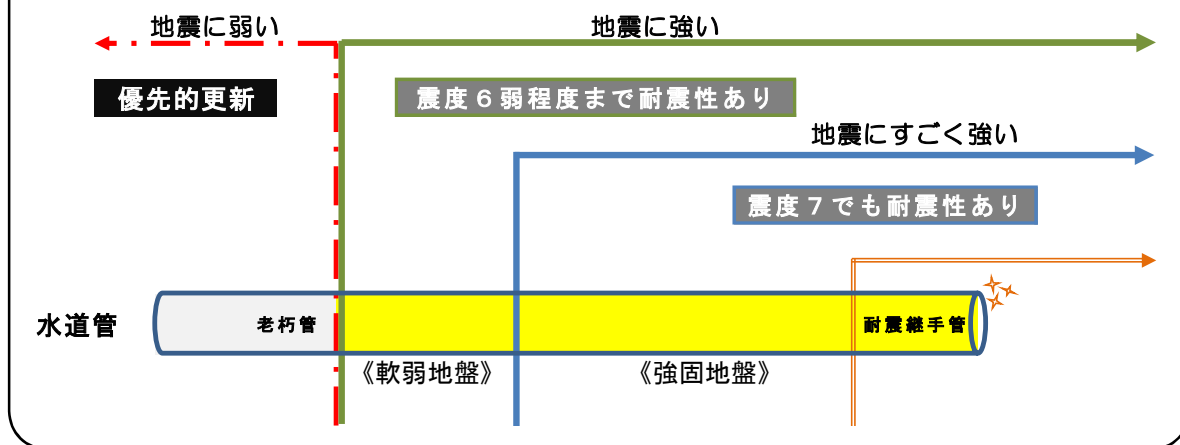 地震に弱い
地震に強い
優先的更新
震度６弱程度まで耐震性あり
地震にすごく強い
震度７でも耐震性あり
水道管
老朽管
耐震継手管
《軟弱地盤》
《強固地盤》